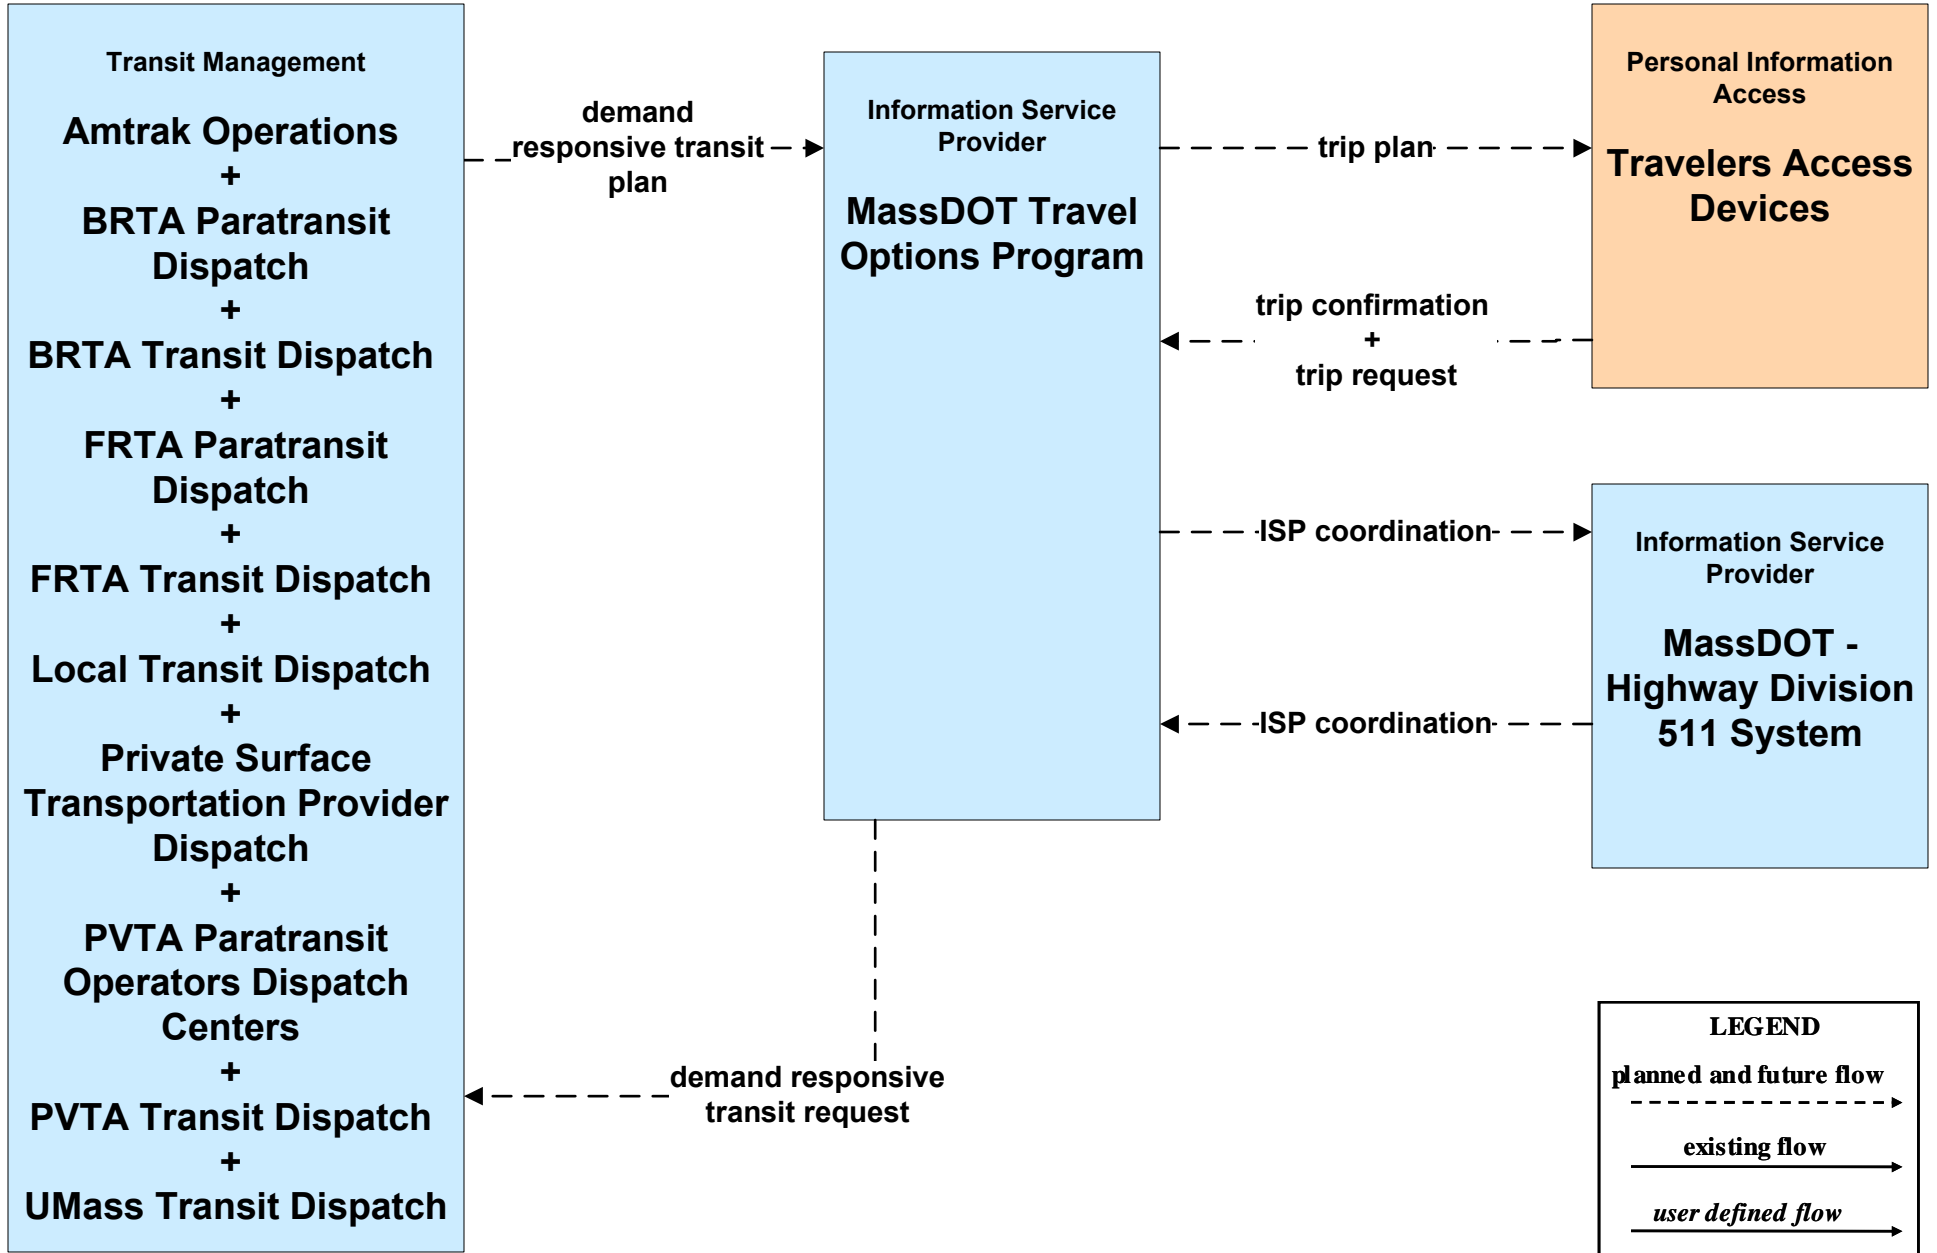 Transit Management
Amtrak Operations
+
BRTA Paratransit
Dispatch
+
BRTA Transit Dispatch
+
FRTA Paratransit
Dispatch
+
FRTA Transit Dispatch
+
Local Transit Dispatch
+
Private Surface
Transportation Provider
Dispatch
+
PVTA Paratransit
Operators Dispatch
Centers
+
PVTA Transit Dispatch
+
UMass Transit Dispatch
demand
responsive transit
plan
Information Service
Provider
MassDOT Travel
Options Program
trip plan
trip confirmation
+
trip request
ISP coordination
ISP coordination
demand responsive
transit request
Personal Information
Access
Travelers Access
Devices
Information Service
Provider
MassDOT -
Highway Division
511 System
LEGEND
planned and future flow
existing flow
user defined flow